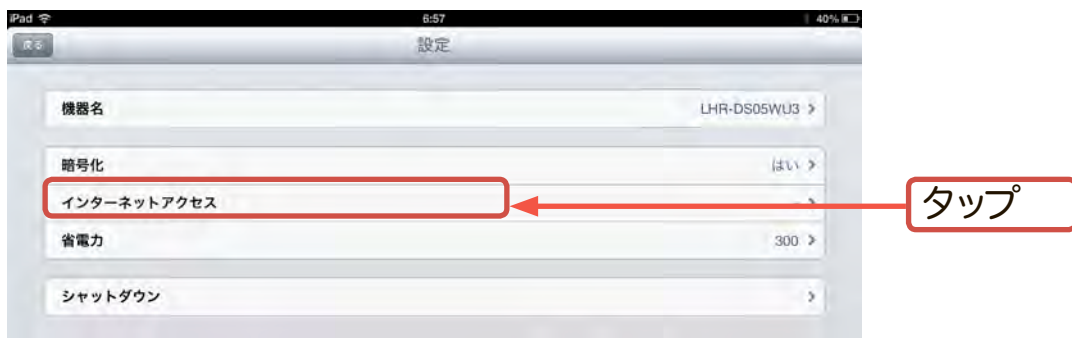 iPad 6:57 40%
戻る 設定
機器名 LHR-DS05WU3 >
暗号化 はい >
インターネットアクセス >
タップ
省電力 300 >
シャットダウン >